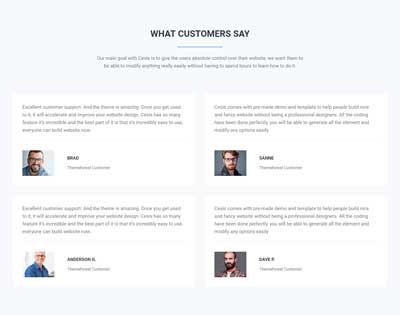 WHAT CUSTOMERS SAY
Our main goal with Cesis is to give the users absolute control over their website, we want them to
be able to modify anything really easily without having to spend hours to learn how to do it
Excellent customer support. And the theme is amazing. Once you get used
to it, it will accelerate and improve your website design. Cesis has so many
feature it's incredible and the best part of it is that it's incredibly easy to use,
everyone can build website now.
BRAD
Themeforest Customer
Cesis comes with pre-made demo and template to help people build nice
and fancy website without being a professional designers. All the coding
have been done perfectly, you will be able to generate all the element and
modify any options easily
SANNE
Themeforest Customer
Excellent customer support. And the theme is amazing. Once you get used
to it, it will accelerate and improve your website design. Cesis has so many
feature it's incredible and the best part of it is that it's incredibly easy to use,
everyone can build website now.
ANDERSON G.
Themeforest Customer
Cesis comes with pre-made demo and template to help people build nice
and fancy website without being a professional designers. All the coding
have been done perfectly, you will be able to generate all the element and
modify any options easily
DAVE P.
Themeforest Customer